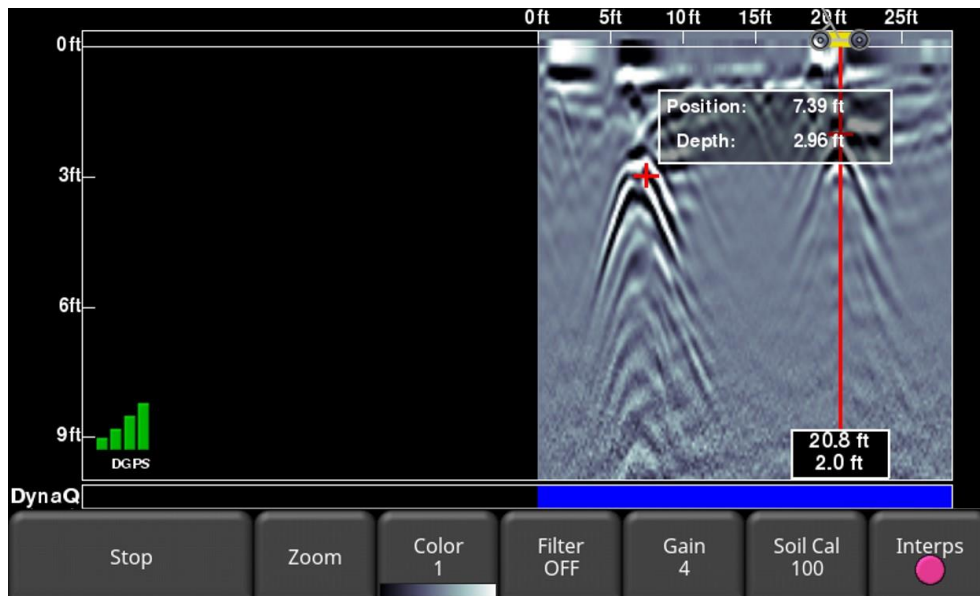 0 ft 5ft 10 ft 15ft 20 ft 25ft
0 ft
Position: 7.39 ft
Depth: 2.96 ft
3ft
6ft
9ft
DGPS
20.8 ft
2.0 ft
DynaQ
Stop
Zoom
Color
1
Filter
OFF
Gain
4
Soil Cal
100
Interps